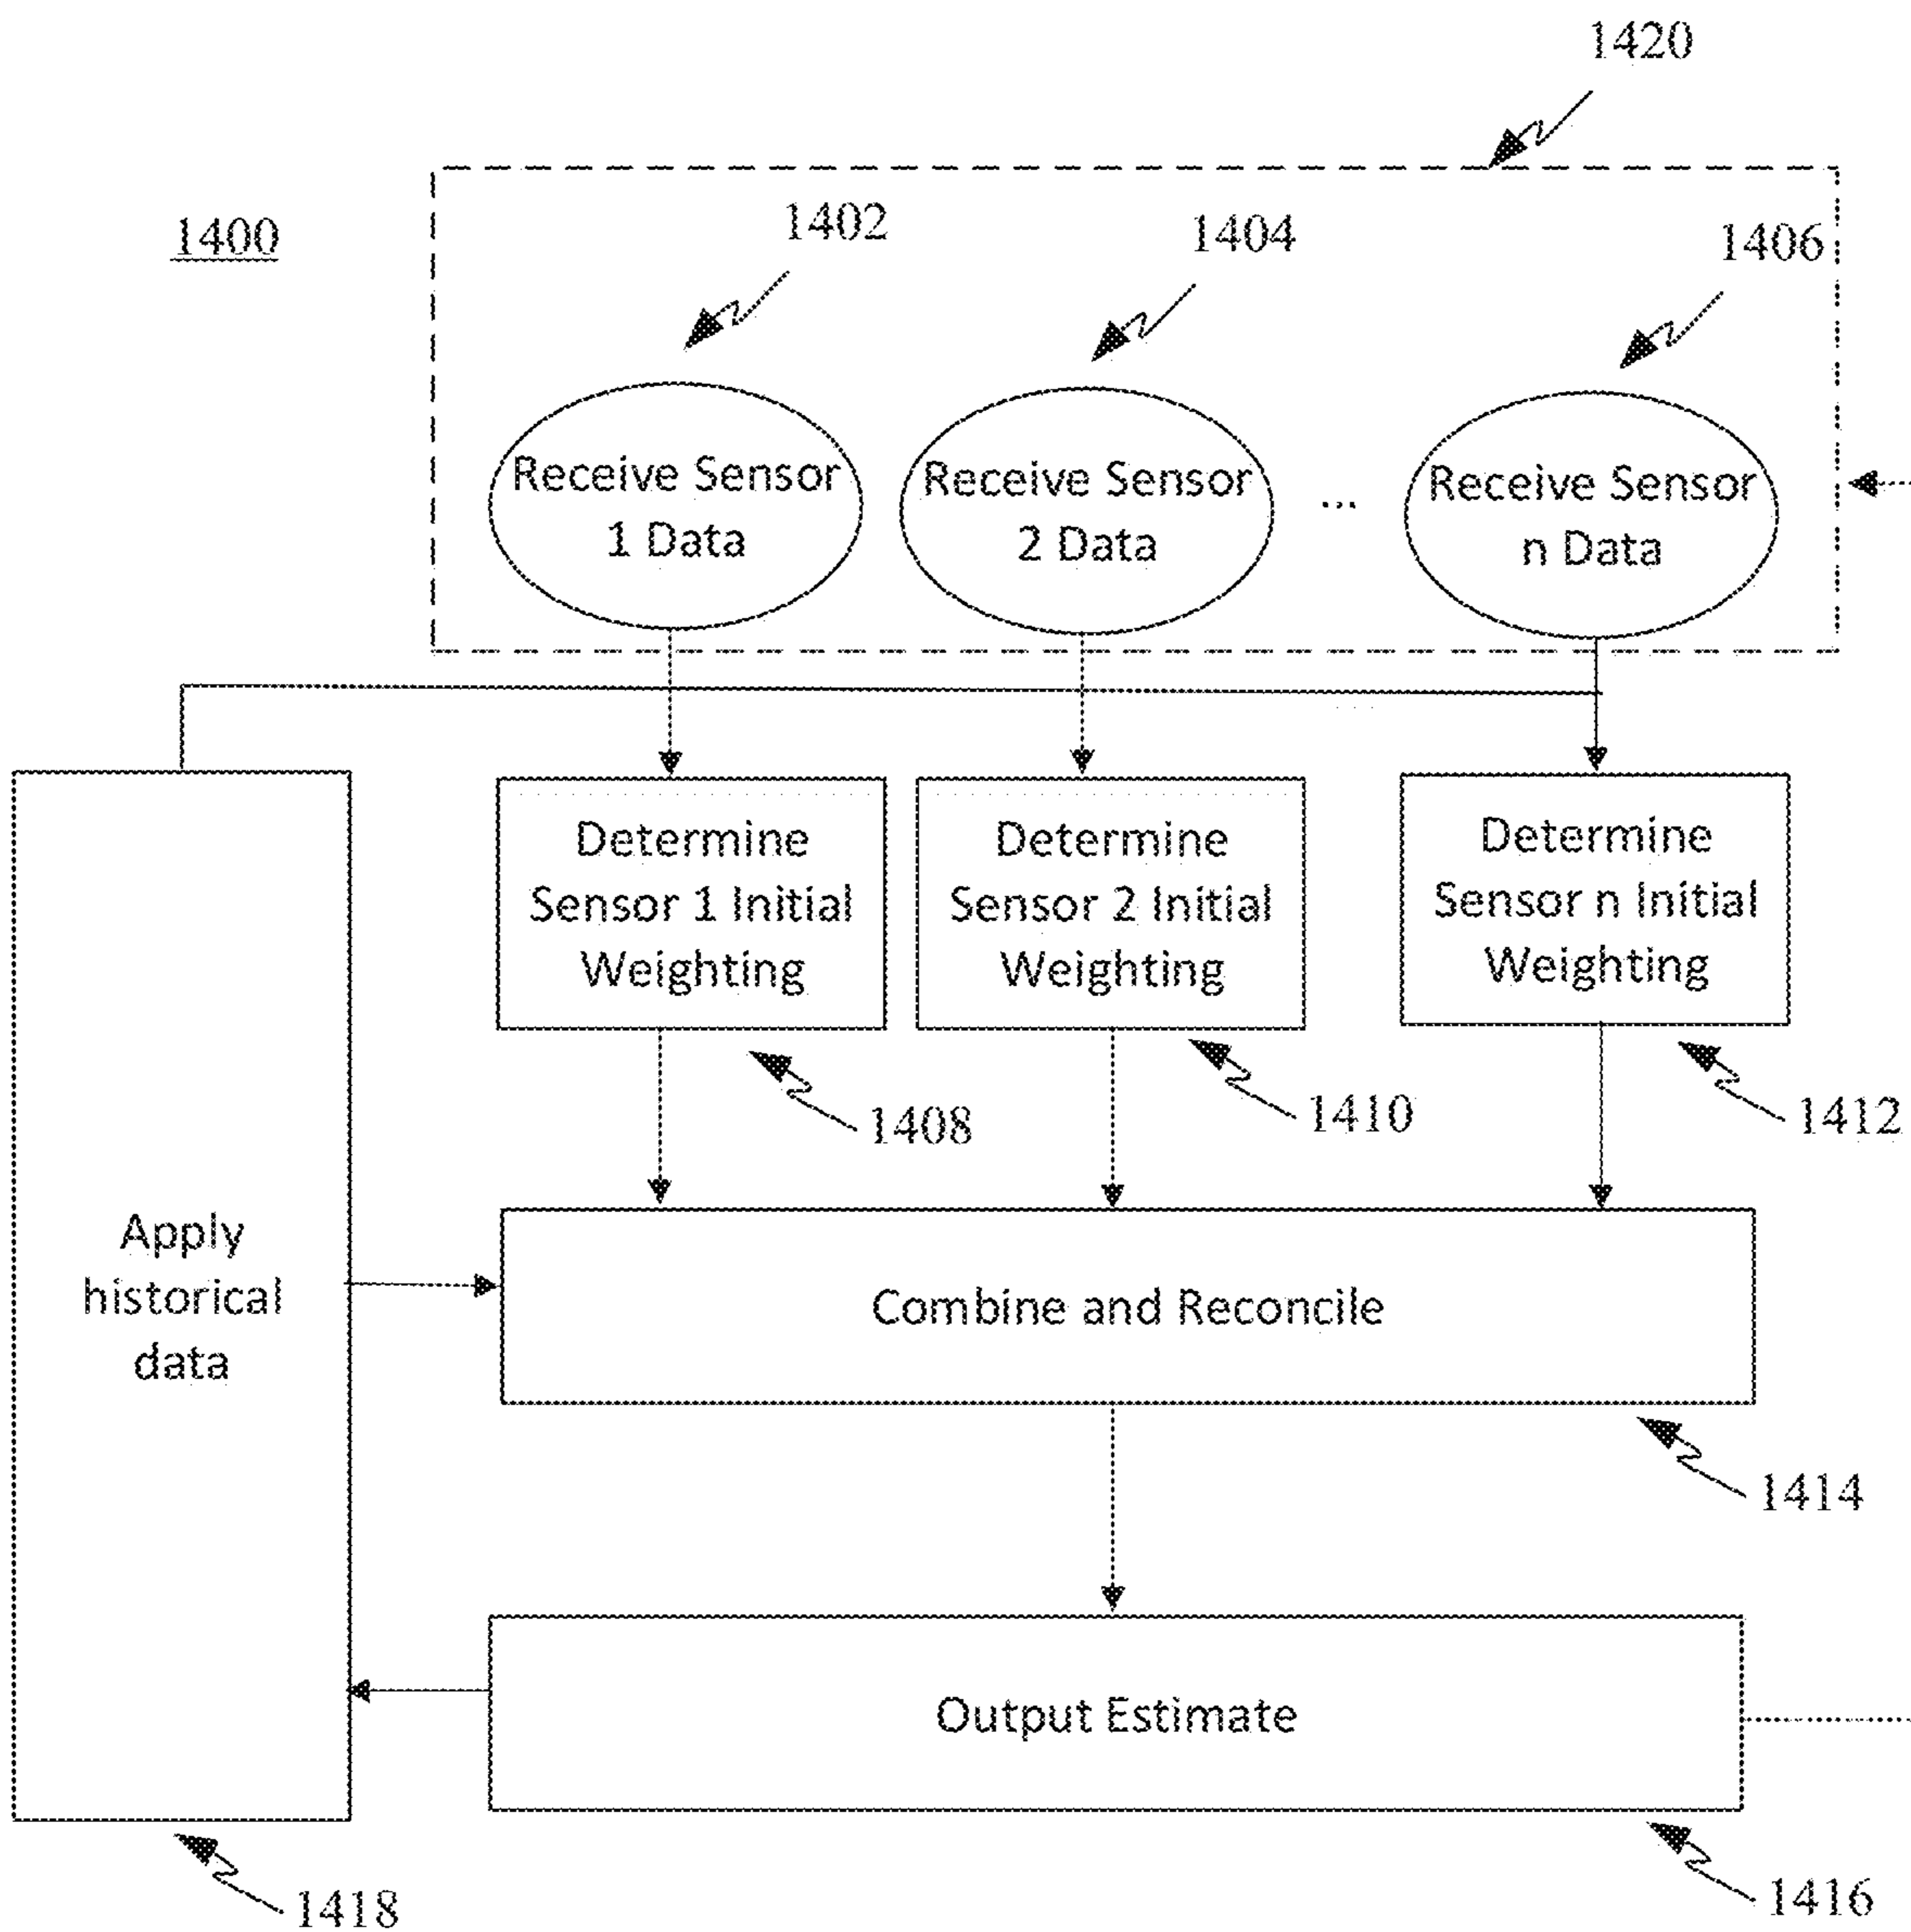 1420
1400
1402
1404
1406
Receive Sensor
1 Data
Receive Sensor
2 Data
...
Receive Sensor
n Data
Determine
Sensor 1 Initial
Weighting
Determine
Sensor 2 Initial
Weighting
Determine
Sensor n Initial
Weighting
1408
1410
1412
Apply
historical
data
Combine and Reconcile
1414
Output Estimate
1416
1418